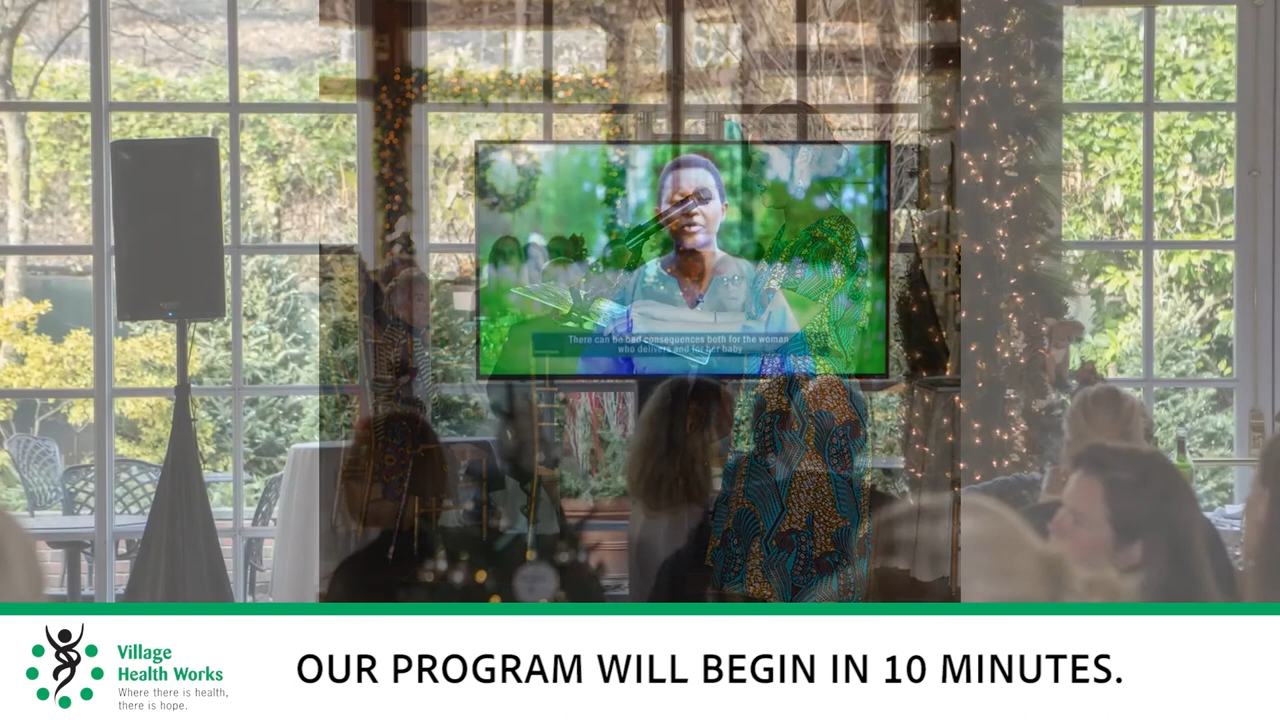 There can be bad consequences both for the woman
who delivers and for her baby
Village
Health Works
Where there is health,
there is hope.
OUR PROGRAM WILL BEGIN IN 10 MINUTES.